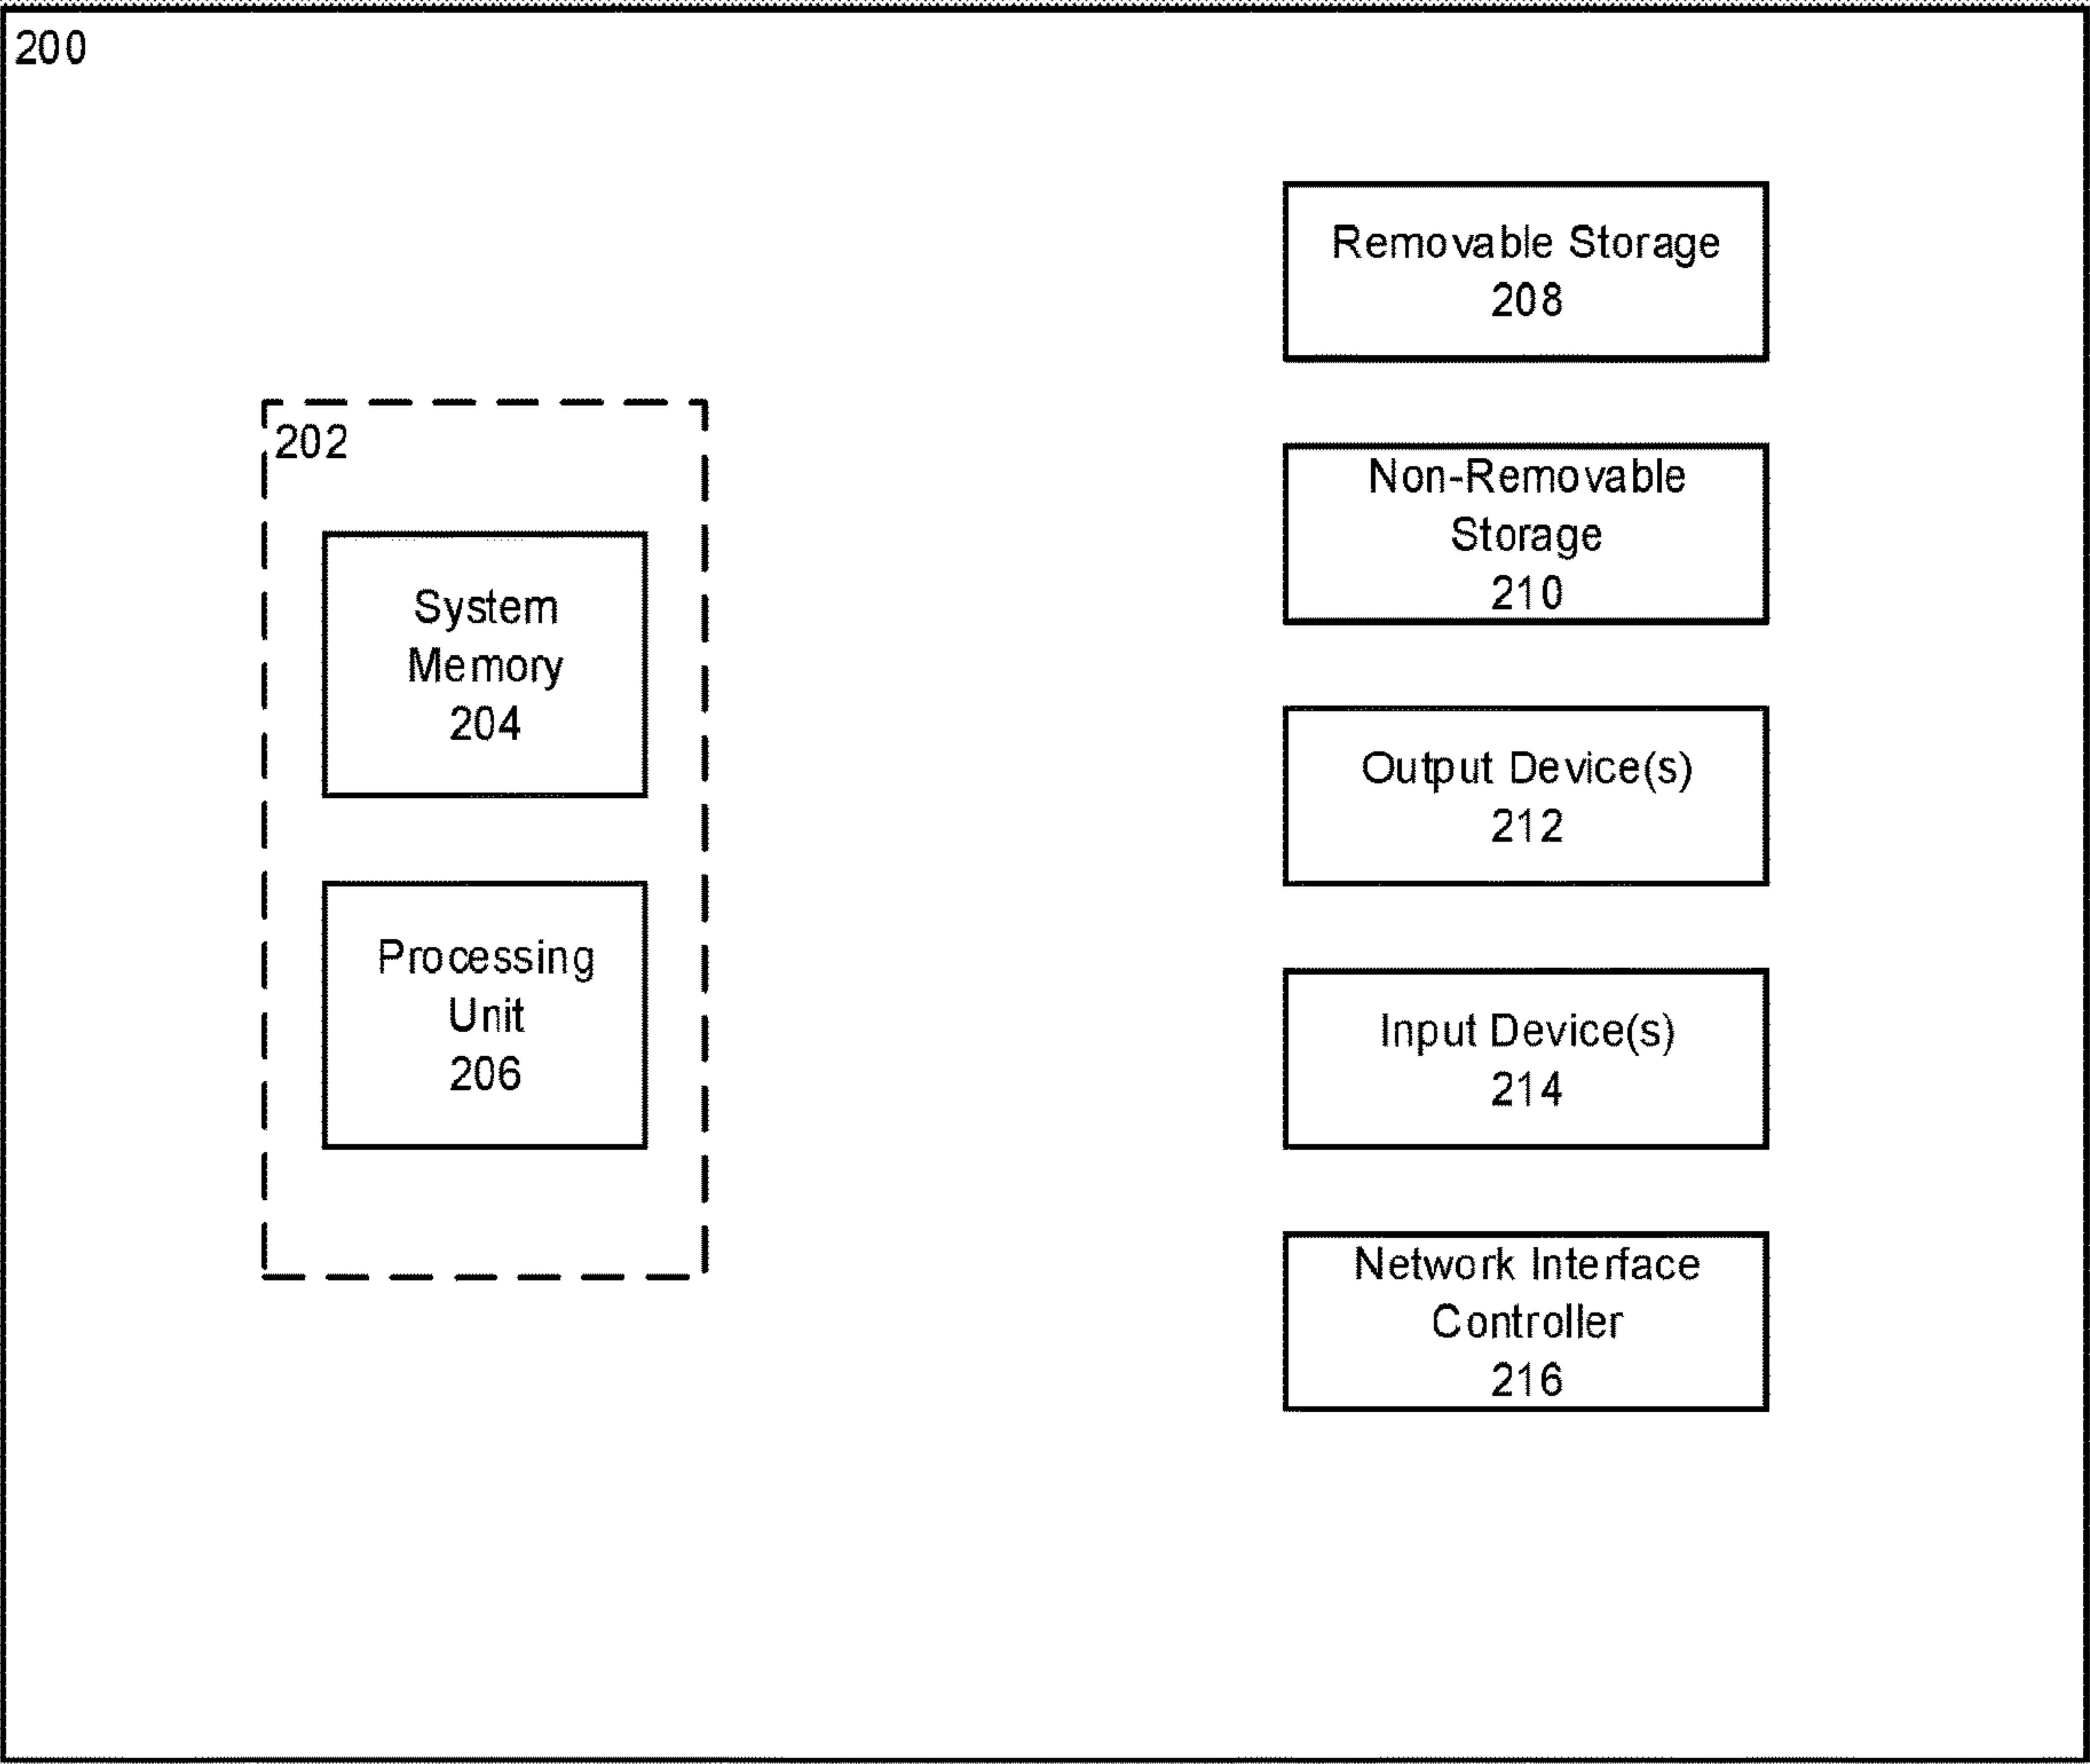 200
202
System
Memory
204
Processing
Unit
206
Removable Storage
208
Non-Removable
Storage
210
Output Device(s)
212
Input Device(s)
214
Network Interface
Controller
216